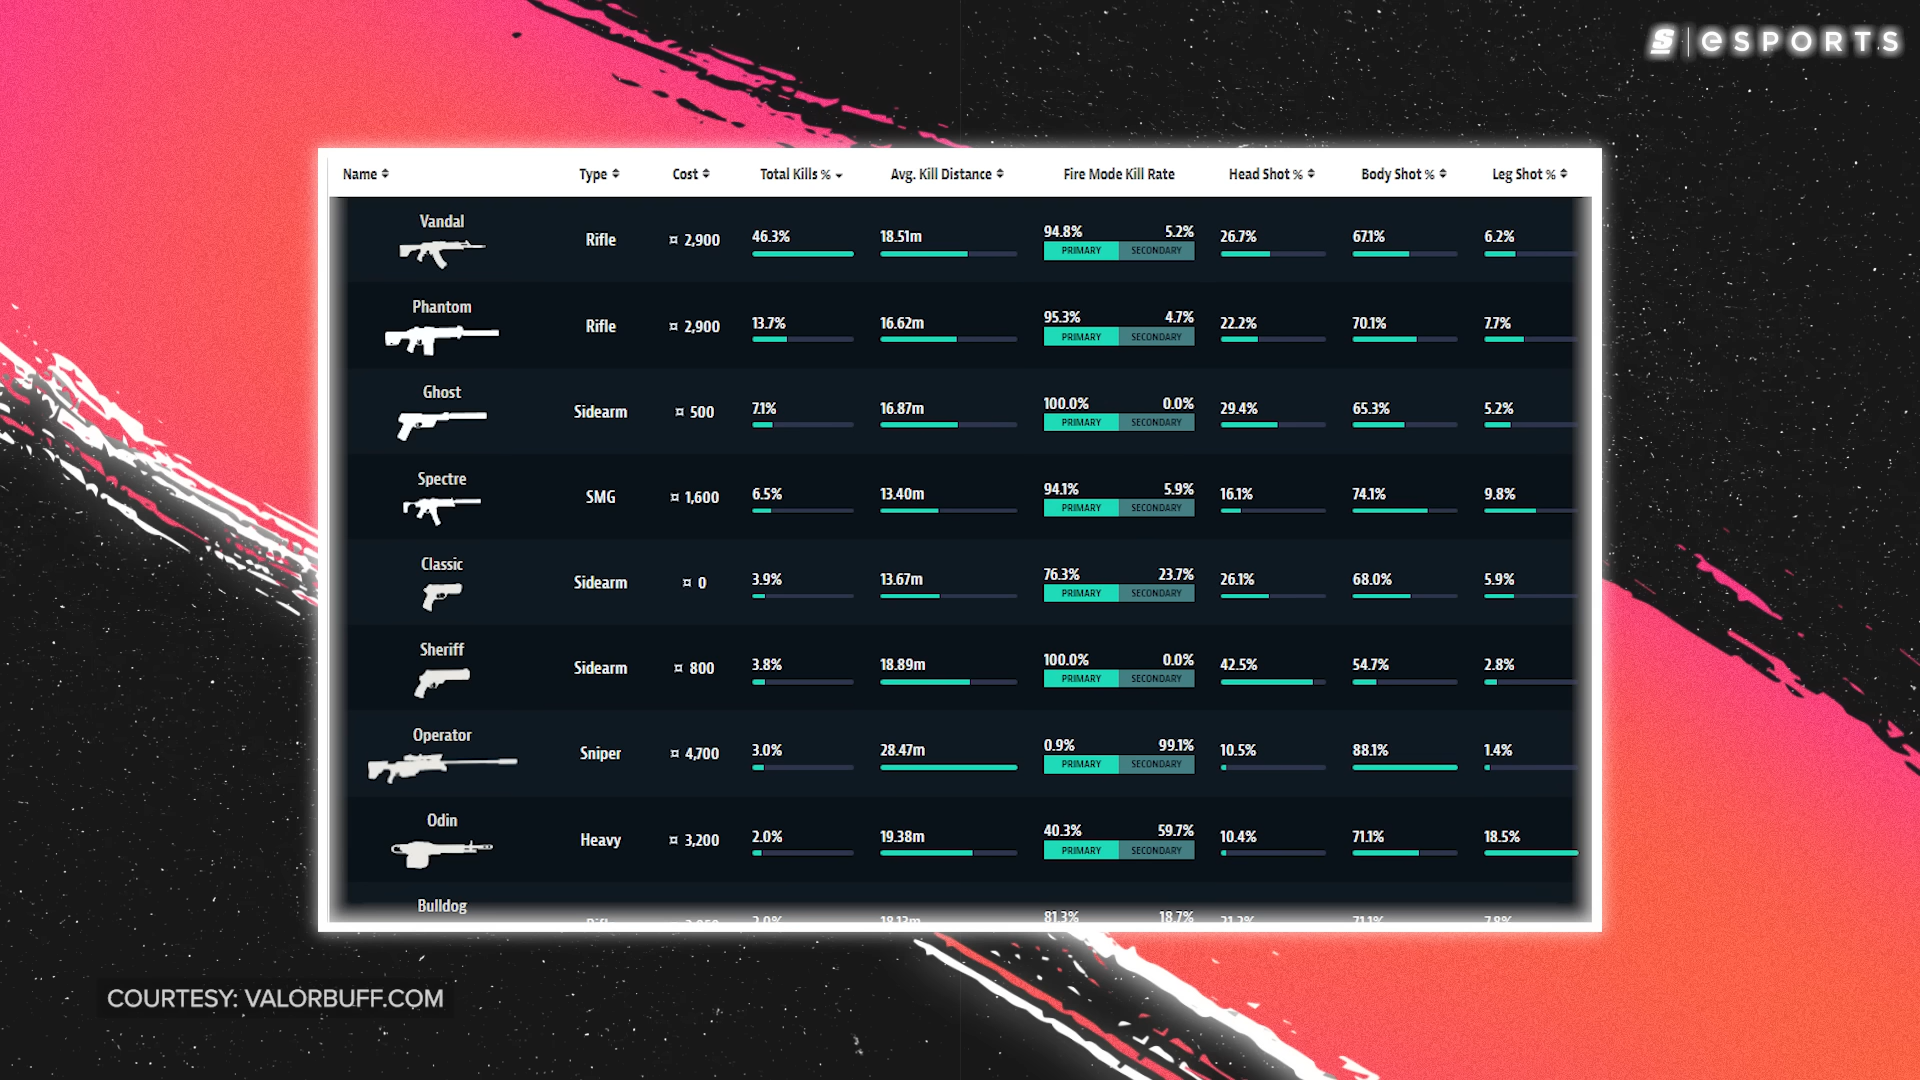 eSPORTS
Name Type Cost Total Kills % Avg. Kill Distance Fire Mode Kill Rate Head Shot % Body Shot % Leg Shot %
Vandal
Rifle ¤ 2,900 46.3% 18.51m 94.8% 5.2% 26.7% 67.1% 6.2%
PRIMARY SECONDARY
Phantom
Rifle ¤ 2,900 13.7% 16.62m 95.3% 4.7% 22.2% 70.1% 7.7%
PRIMARY SECONDARY
Ghost
Sidearm ¤ 500 7.1% 16.87m 100.0% 0.0% 29.4% 65.3% 5.2%
PRIMARY SECONDARY
Spectre
SMG ¤ 1,600 6.5% 13.40m 94.1% 5.9% 16.1% 74.1% 9.8%
PRIMARY SECONDARY
Classic
Sidearm ¤ 0 3.9% 13.67m 76.3% 23.7% 26.1% 68.0% 5.9%
PRIMARY SECONDARY
Sheriff
Sidearm ¤ 800 3.8% 18.89m 100.0% 0.0% 42.5% 54.7% 2.8%
PRIMARY SECONDARY
Operator
Sniper ¤ 4,700 3.0% 28.47m 0.9% 99.1% 10.5% 88.1% 1.4%
PRIMARY SECONDARY
Odin
Heavy ¤ 3,200 2.0% 19.38m 40.3% 59.7% 10.4% 71.1% 18.5%
PRIMARY SECONDARY
Bulldog
81.3% 18.7%
COURTESY: VALORBUFF.COM